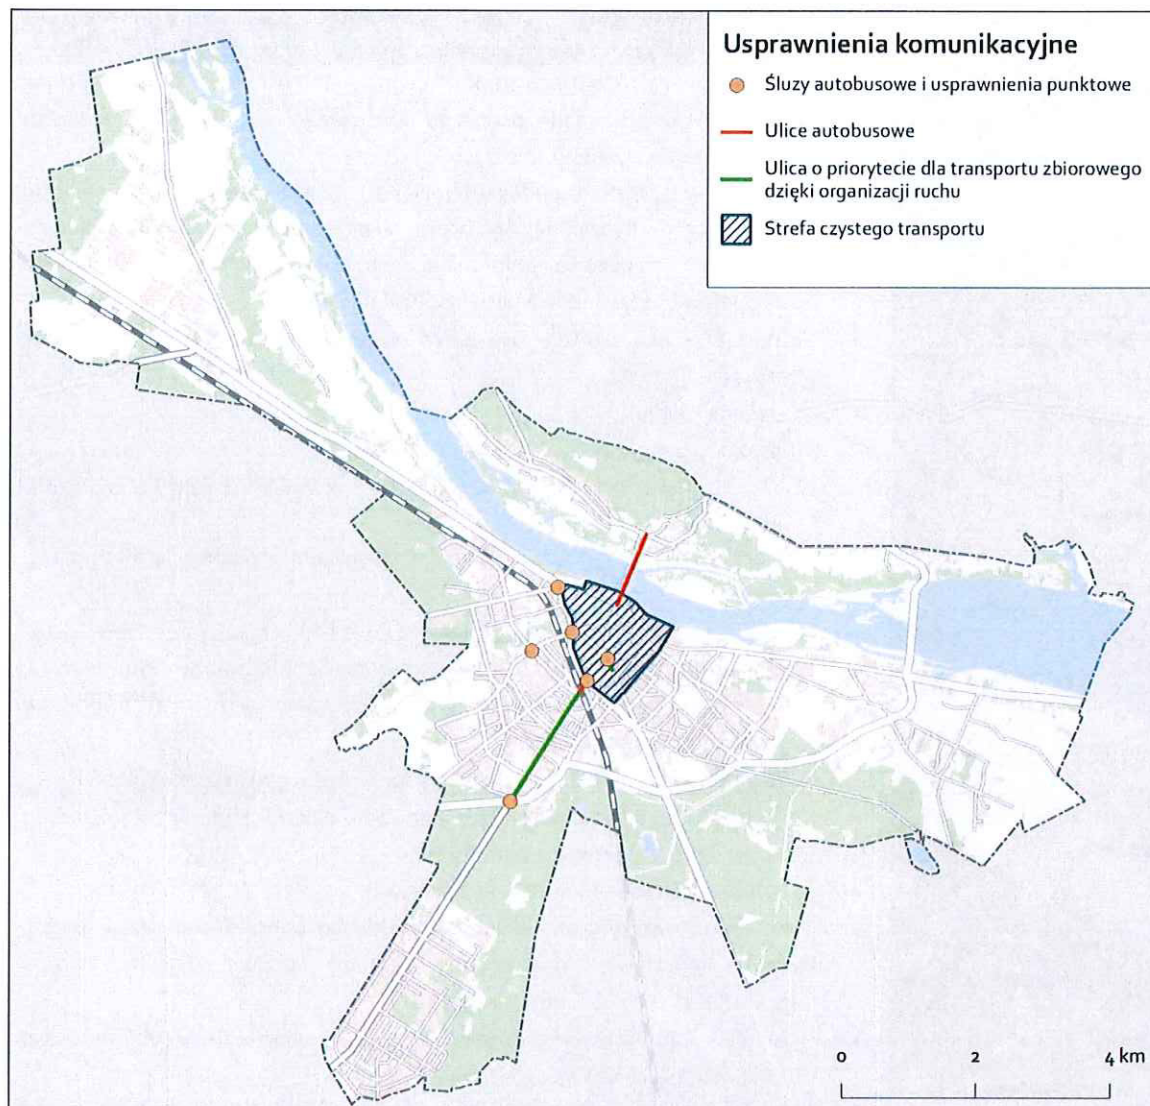 Usprawnienia komunikacyjne
Śluzy autobusowe i usprawnienia punktowe
Ulice autobusowe
Ulica o priorytecie dla transportu zbiorowego
dzięki organizacji ruchu
Strefa czystego transportu
0 2 4 km